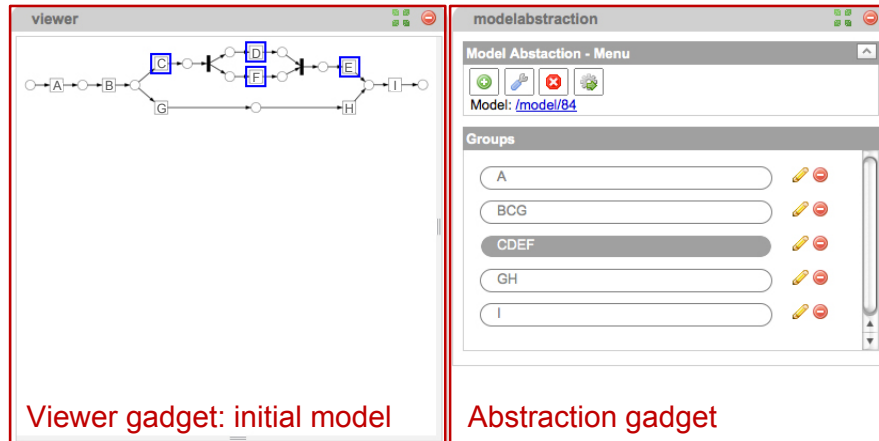 viewer
C
D
F
E
A
B
I
G
H
Viewer gadget: initial model
modelabstraction
Model Abstaction - Menu
Model: /model/84
Groups
A
BCG
CDEF
GH
I
Abstraction gadget